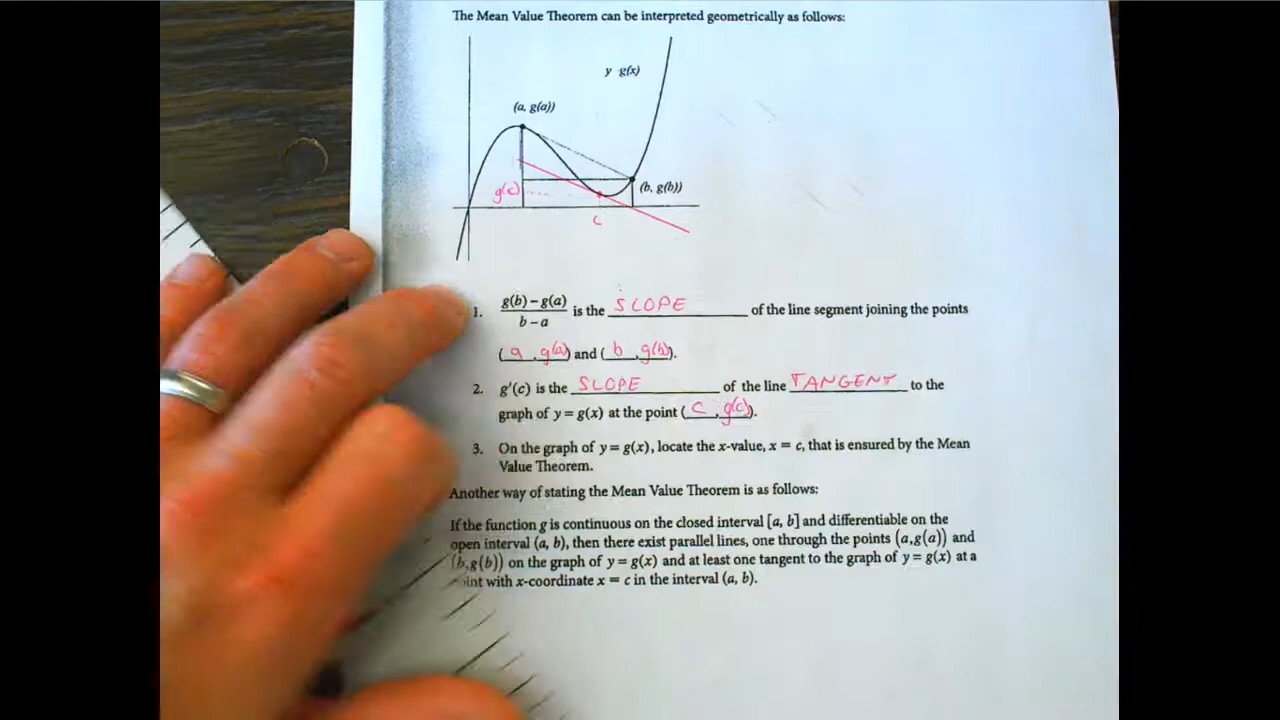 The Mean Value Theorem can be interpreted geometrically as follows:
y g(x)
(a, g(a))
g(c)
(b, g(b))
c
1. g(b) – g(a) / b – a is the SLOPE of the line segment joining the points
(a, g(a)) and (b, g(b)).
2. g'(c) is the SLOPE of the line TANGENT to the
graph of y = g(x) at the point (c, g(c)).
3. On the graph of y = g(x), locate the x-value, x = c, that is ensured by the Mean
Value Theorem.
Another way of stating the Mean Value Theorem is as follows:
If the function g is continuous on the closed interval [a, b] and differentiable on the
open interval (a, b), then there exist parallel lines, one through the points (a,g(a)) and
(b,g(b)) on the graph of y = g(x) and at least one tangent to the graph of y = g(x) at a
point with x-coordinate x = c in the interval (a, b).